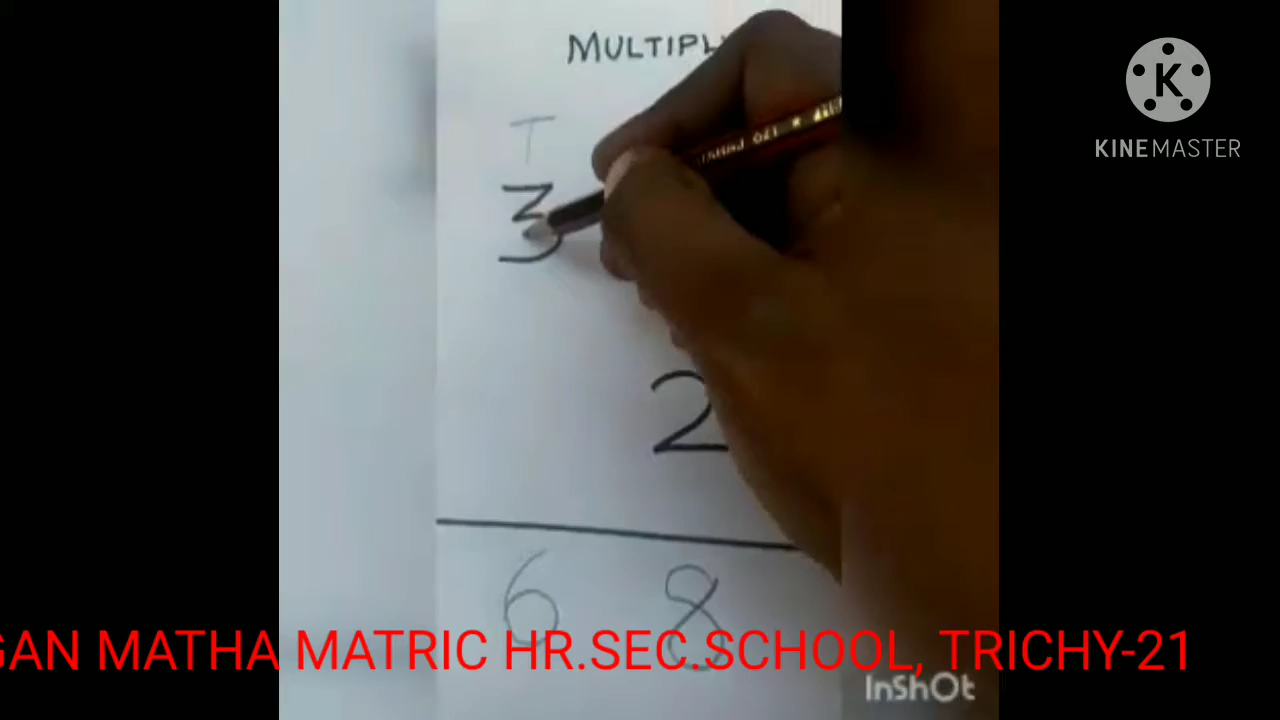 MULTIPL
K
KINEMASTER
T
3
2
6 8
GAN MATHA MATRIC HR.SEC.SCHOOL, TRICHY-21
InShOt